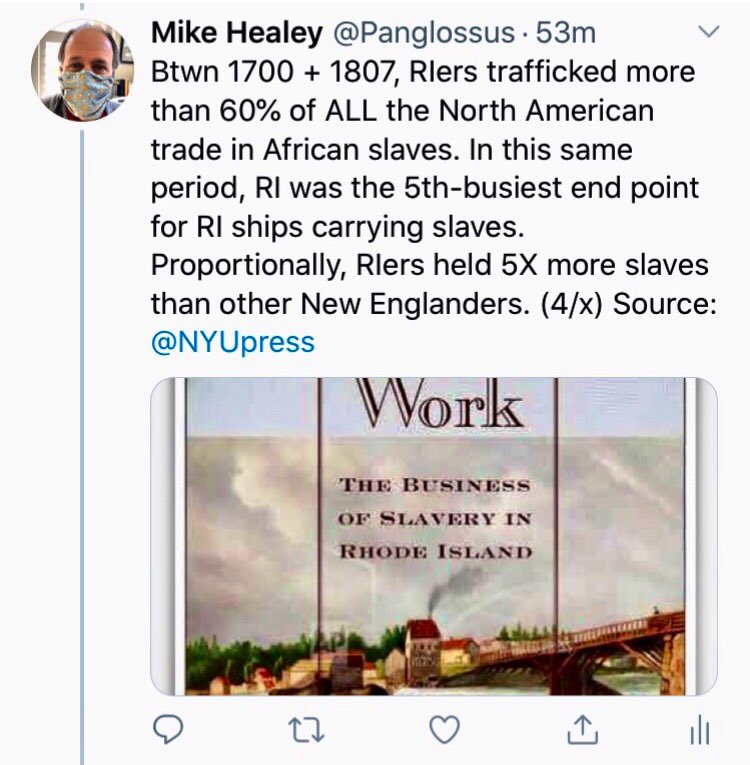 Mike Healey @Panglossus · 53m
Btwn 1700 + 1807, RIers trafficked more
than 60% of ALL the North American
trade in African slaves. In this same
period, RI was the 5th-busiest end point
for RI ships carrying slaves.
Proportionally, RIers held 5X more slaves
than other New Englanders. (4/x) Source:
@NYUpress
Work
THE BUSINESS
OF SLAVERY IN
RHODE ISLAND